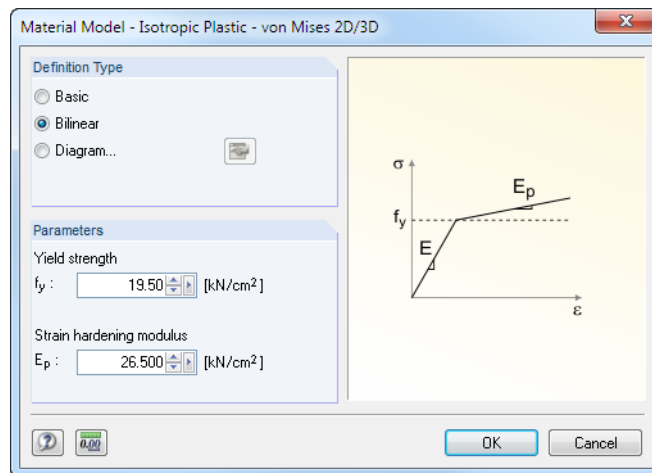 Material Model - Isotropic Plastic - von Mises 2D/3D
Definition Type
Basic
Bilinear
Diagram...
Parameters
Yield strength
fy : 19.50 [kN/cm²]
Strain hardening modulus
Ep : 26.500 [kN/cm²]
σ
Ep
fy
E
ε
0.00
OK Cancel